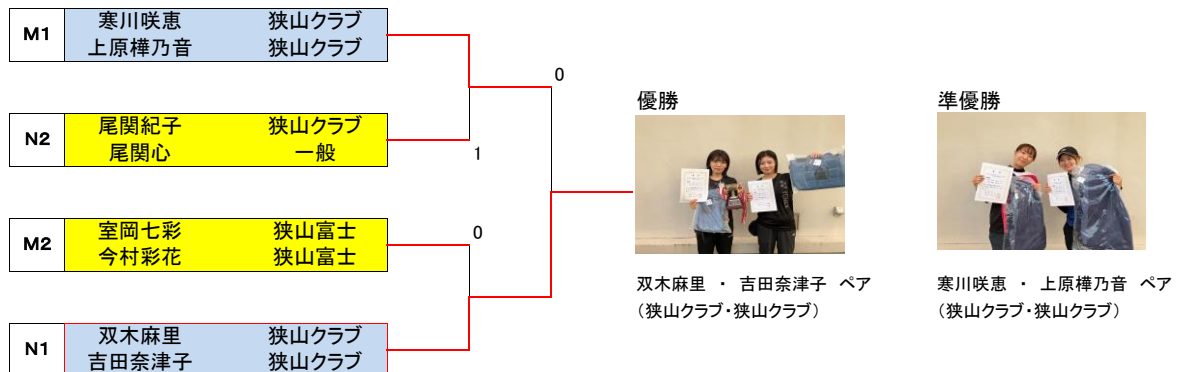 M1 寒川咲恵 狭山クラブ
上原樺乃音 狭山クラブ
0
優勝
準優勝
N2 尾関紀子 狭山クラブ
尾関心 一般
1
M2 室岡七彩 狭山富士
今村彩花 狭山富士
0
双木麻里 ・ 吉田奈津子 ペア
（狭山クラブ・狭山クラブ）
寒川咲恵 ・ 上原樺乃音 ペア
（狭山クラブ・狭山クラブ）
N1 双木麻里 狭山クラブ
吉田奈津子 狭山クラブ